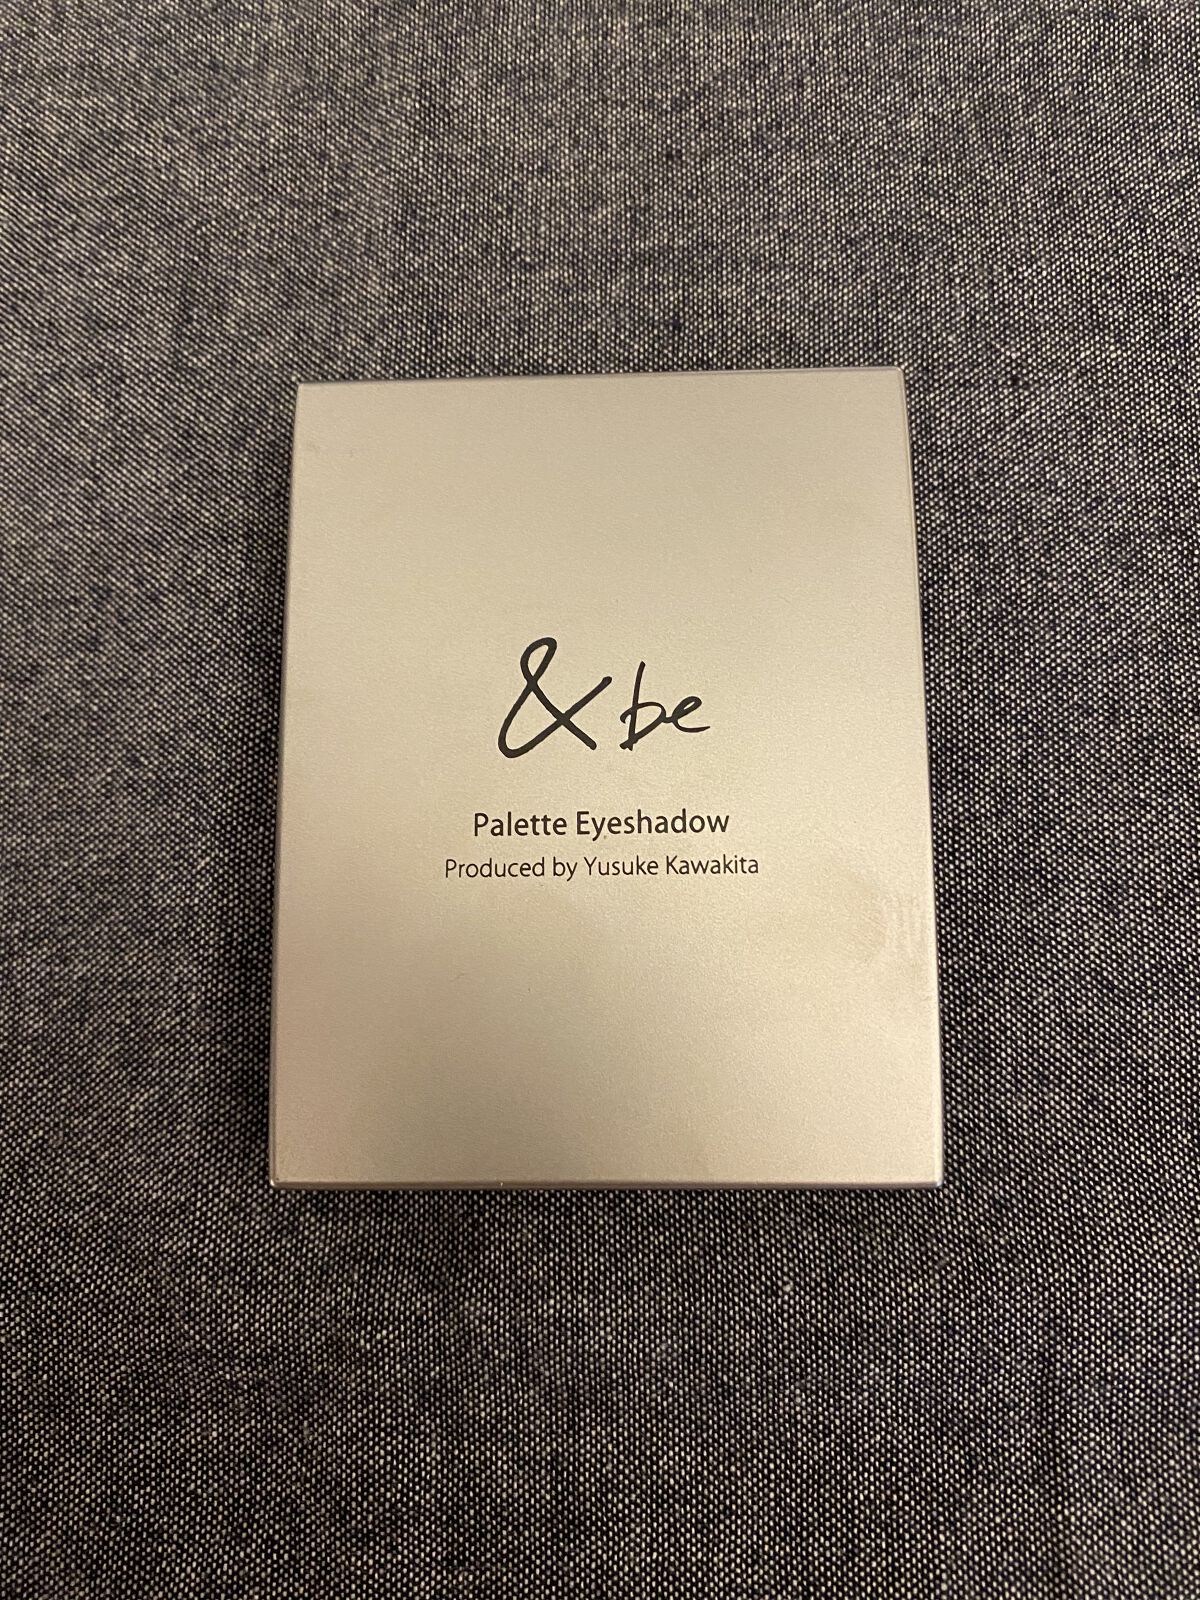 & be
Palette Eyeshadow
Produced by Yusuke Kawakita